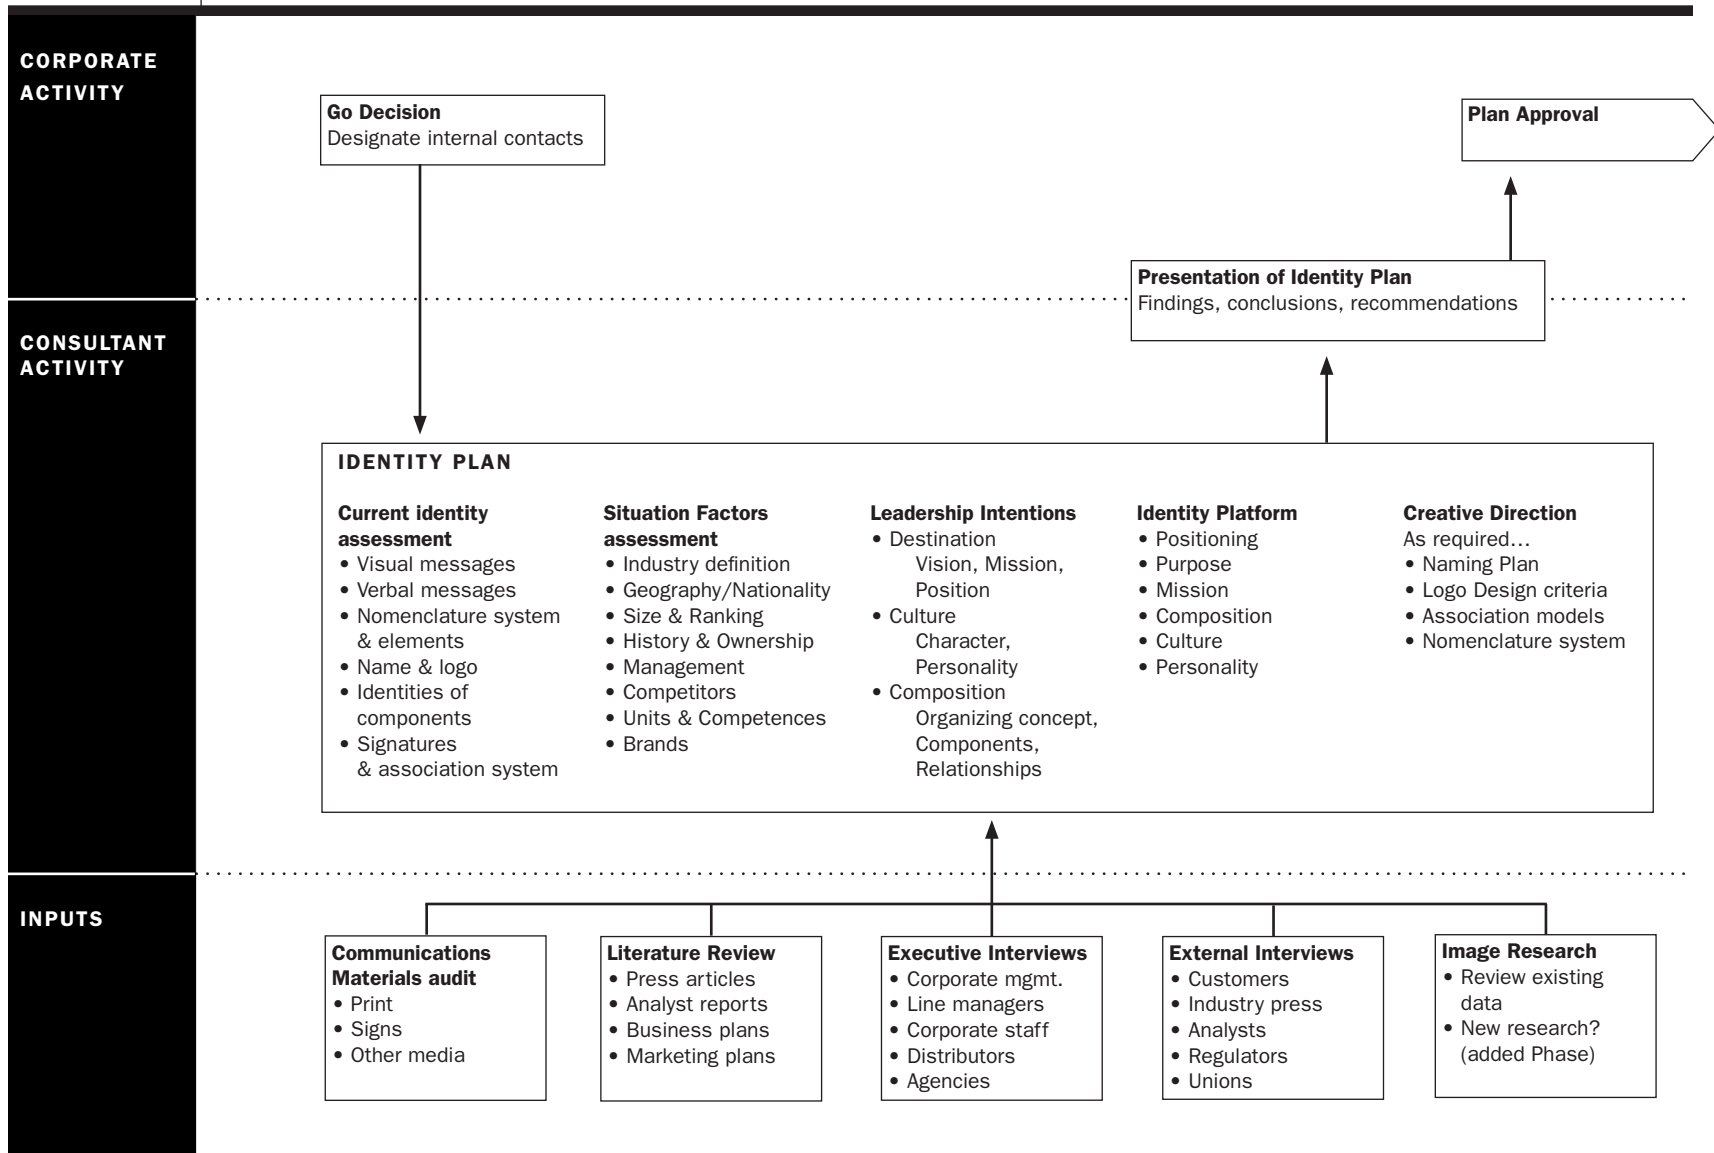 CORPORATE
ACTIVITY
Go Decision
Designate internal contacts
Plan Approval
Presentation of Identity Plan
Findings, conclusions, recommendations
CONSULTANT
ACTIVITY
IDENTITY PLAN
Current identity
assessment
• Visual messages
• Verbal messages
• Nomenclature system
& elements
• Name & logo
• Identities of
components
• Signatures
& association system
Situation Factors
assessment
• Industry definition
• Geography/Nationality
• Size & Ranking
• History & Ownership
• Management
• Competitors
• Units & Competences
• Brands
Leadership Intentions
• Destination
Vision, Mission,
Position
• Culture
Character,
Personality
• Composition
Organizing concept,
Components,
Relationships
Identity Platform
• Positioning
• Purpose
• Mission
• Composition
• Culture
• Personality
Creative Direction
As required...
• Naming Plan
• Logo Design criteria
• Association models
• Nomenclature system
INPUTS
Communications
Materials audit
• Print
• Signs
• Other media
Literature Review
• Press articles
• Analyst reports
• Business plans
• Marketing plans
Executive Interviews
• Corporate mgmt.
• Line managers
• Corporate staff
• Distributors
• Agencies
External Interviews
• Customers
• Industry press
• Analysts
• Regulators
• Unions
Image Research
• Review existing
data
• New research?
(added Phase)